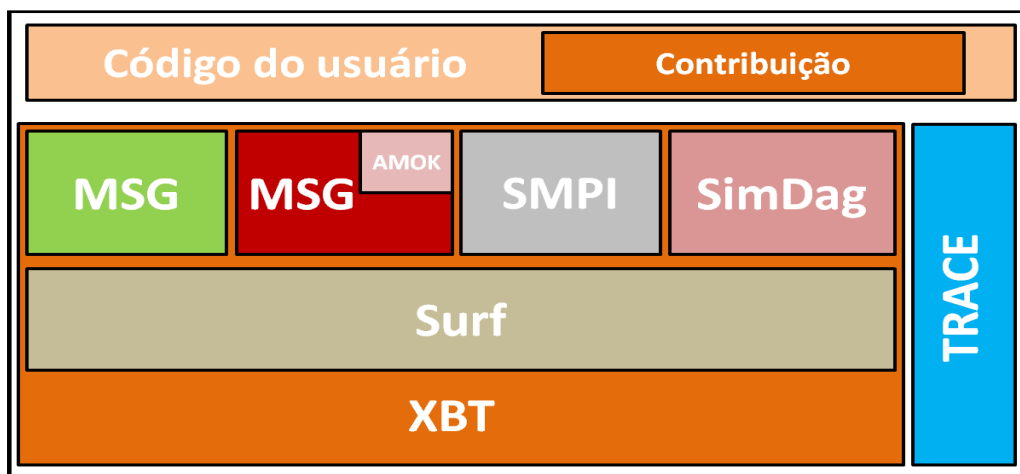 Código do usuário
Contribuição
MSG
MSG
AMOK
SMPI
SimDag
Surf
XBT
TRACE